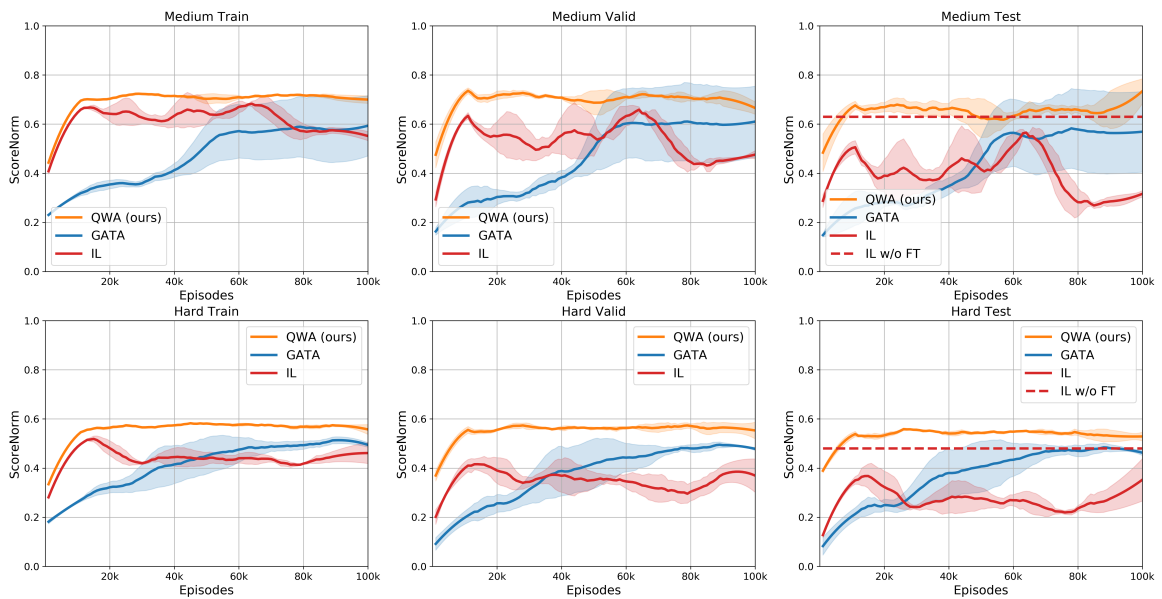 Medium Train
1.0
0.8
0.6
0.4
0.2
0.0
ScoreNorm
QWA (ours)
GATA
IL
20k 40k 60k 80k 100k
Episodes
Medium Valid
1.0
0.8
0.6
0.4
0.2
0.0
ScoreNorm
QWA (ours)
GATA
IL
20k 40k 60k 80k 100k
Episodes
Medium Test
1.0
0.8
0.6
0.4
0.2
0.0
ScoreNorm
QWA (ours)
GATA
IL
IL w/o FT
20k 40k 60k 80k 100k
Episodes
Hard Train
1.0
0.8
0.6
0.4
0.2
0.0
ScoreNorm
QWA (ours)
GATA
IL
20k 40k 60k 80k 100k
Episodes
Hard Valid
1.0
0.8
0.6
0.4
0.2
0.0
ScoreNorm
QWA (ours)
GATA
IL
20k 40k 60k 80k 100k
Episodes
Hard Test
1.0
0.8
0.6
0.4
0.2
0.0
ScoreNorm
QWA (ours)
GATA
IL
IL w/o FT
20k 40k 60k 80k 100k
Episodes